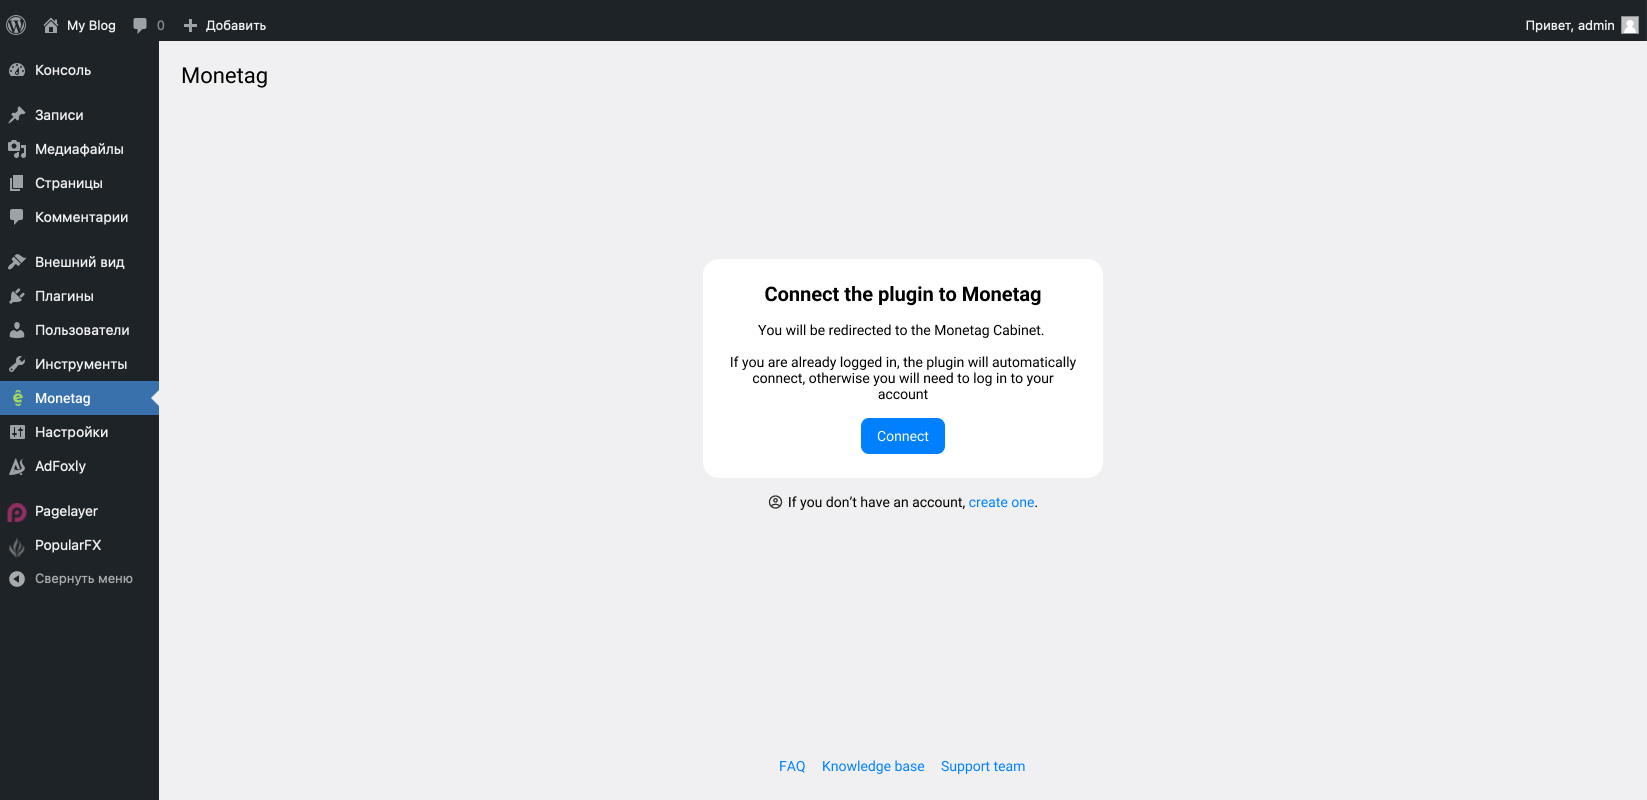 My Blog 0 Добавить Привет, admin
Консоль
Записи
Медиафайлы
Страницы
Комментарии
Внешний вид
Плагины
Пользователи
Инструменты
Monetag
Настройки
AdFoxly
Pagelayer
PopularFX
Свернуть меню
Monetag
Connect the plugin to Monetag
You will be redirected to the Monetag Cabinet.
If you are already logged in, the plugin will automatically
connect, otherwise you will need to log in to your
account
Connect
If you don’t have an account, create one.
FAQ Knowledge base Support team